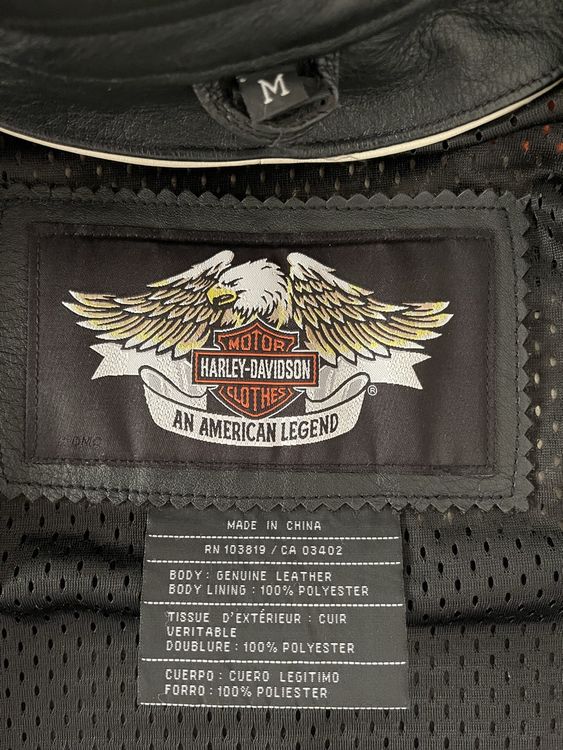 M
MOTOR
HARLEY-DAVIDSON
CLOTHES
®
AN AMERICAN LEGEND
MADE IN CHINA
RN 103819 / CA 03402
BODY : GENUINE LEATHER
BODY LINING : 100% POLYESTER
TISSUE D'EXTÉRIEUR : CUIR
VERITABLE
DOUBLURE : 100% POLYESTER
CUERPO : CUERO LEGITIMO
FORRO : 100% POLYESTER